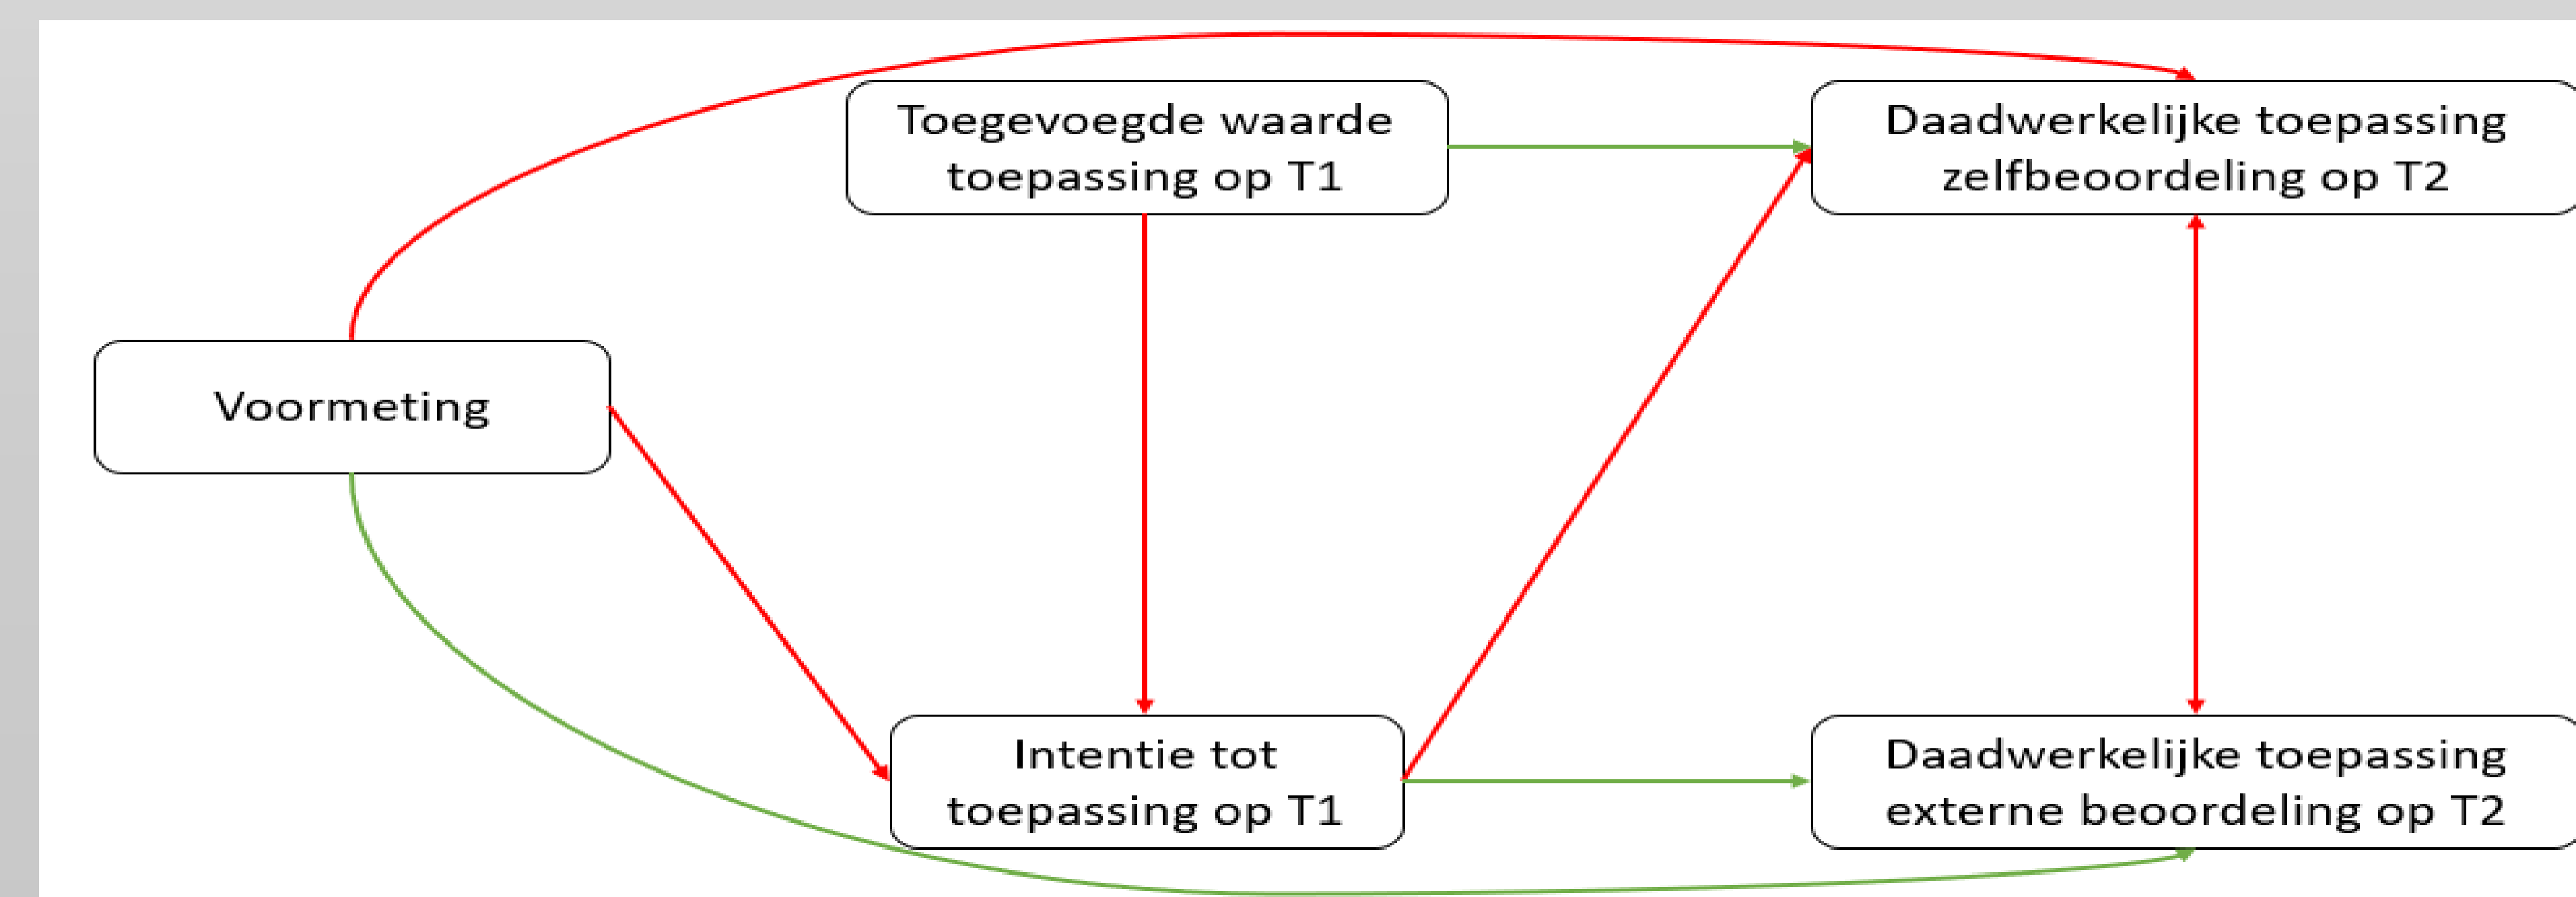 Toegevoegde waarde
toepassing op T1
Daadwerkelijke toepassing
zelfbeoordeling op T2
Voormeting
Intentie tot
toepassing op T1
Daadwerkelijke toepassing
externe beoordeling op T2